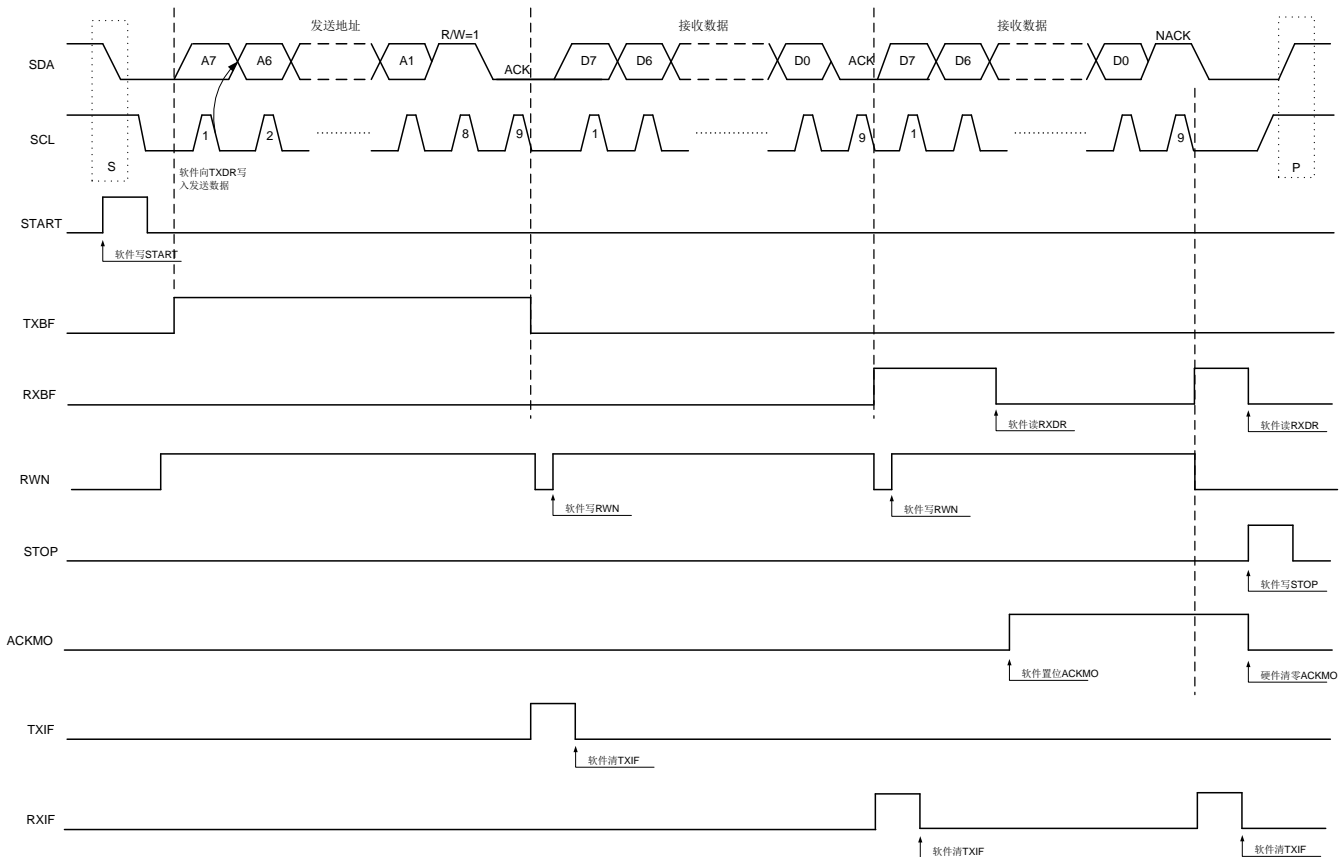 发送地址
接收数据
接收数据
R/W=1
NACK
SDA
A7
A6
A1
ACK
D7
D6
D0
ACK
D7
D6
D0
SCL
1
2
8
9
1
9
1
9
S
P
软件向TXDR写
入发送数据
START
软件写START
TXBF
RXBF
软件读RXDR
软件读RXDR
RWN
软件写RWN
软件写RWN
STOP
软件写STOP
ACKMO
软件置位ACKMO
硬件清零ACKMO
TXIF
软件清TXIF
RXIF
软件清TXIF
软件清TXIF